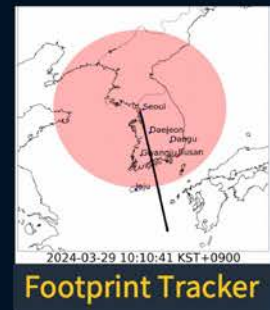 Seoul
Daejeon
Daegu
Gwangju Busan
Jeju
2024-03-29 10:10:41 KST+0900
Footprint Tracker